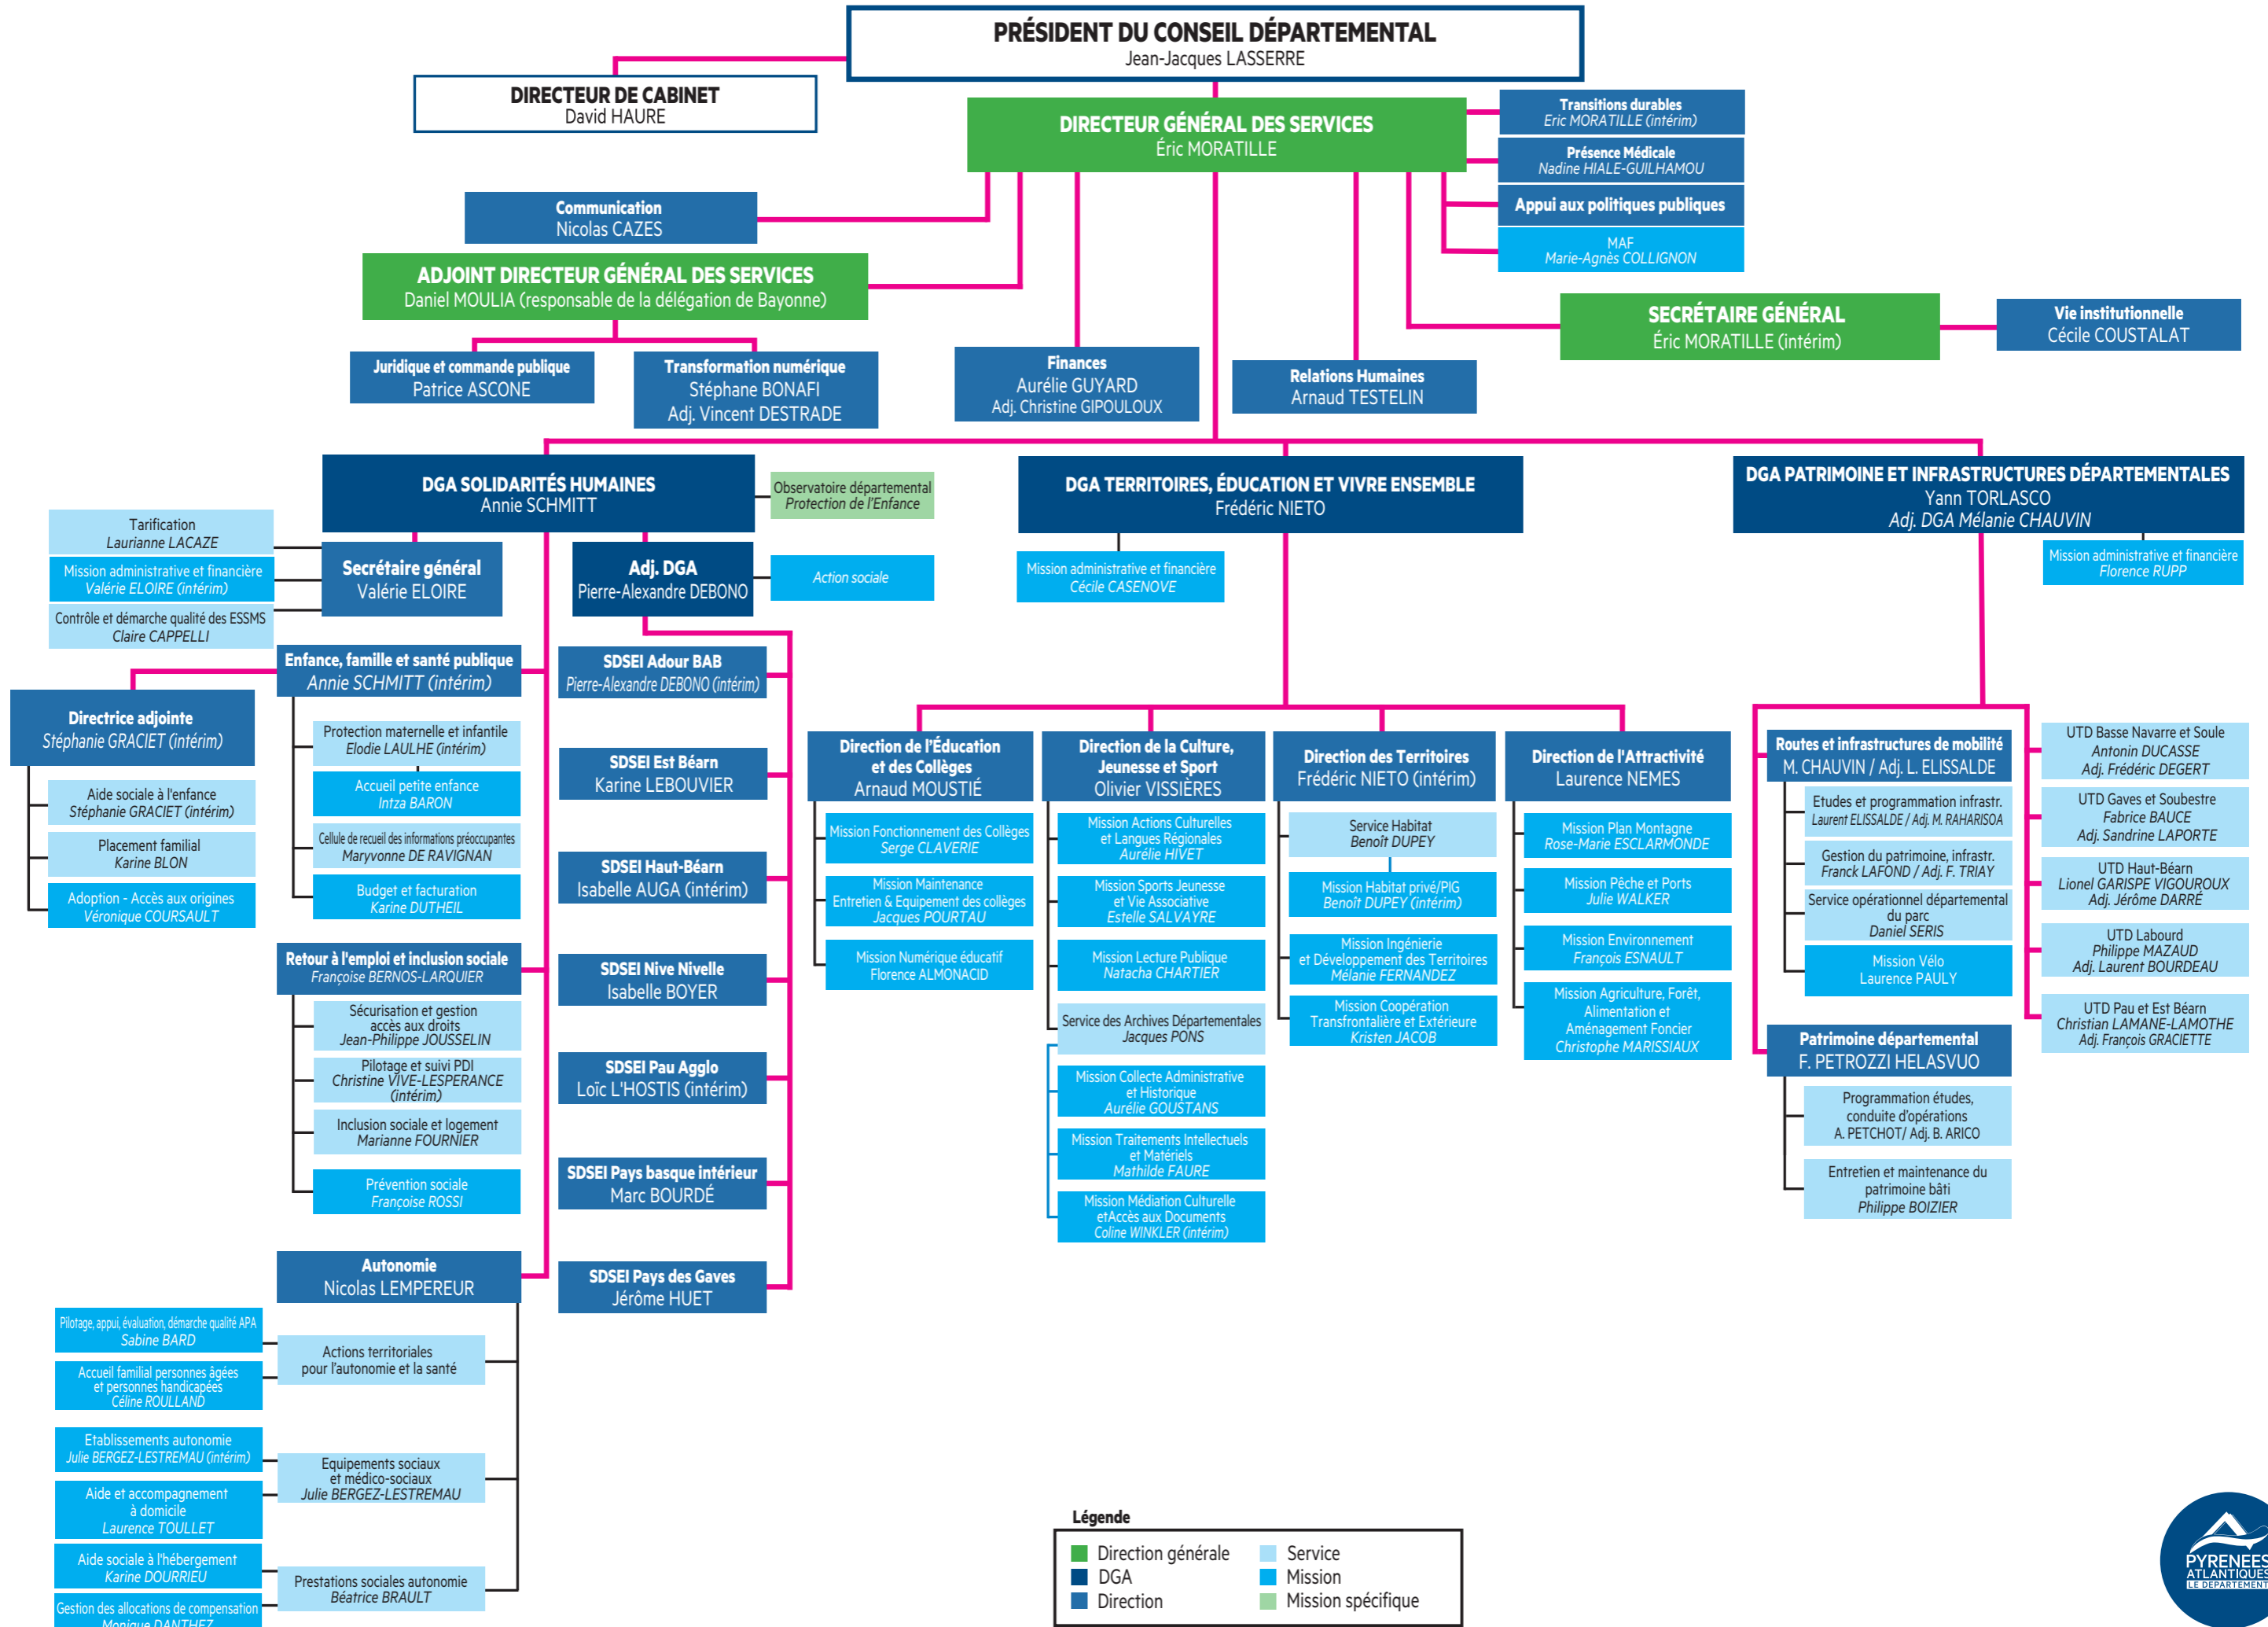 PRÉSIDENT DU CONSEIL DÉPARTEMENTAL
Jean-Jacques LASSERRE
DIRECTEUR DE CABINET
David HAURE
DIRECTEUR GÉNÉRAL DES SERVICES
Éric MORATILLE
Transitions durables
Eric MORATILLE (intérim)
Présence Médicale
Nadine HIALE-GUILHAMOU
Appui aux politiques publiques
MAF
Marie-Agnès COLLIGNON
Communication
Nicolas CAZES
ADJOINT DIRECTEUR GÉNÉRAL DES SERVICES
Daniel MOULIA (responsable de la délégation de Bayonne)
SECRÉTAIRE GÉNÉRAL
Éric MORATILLE (intérim)
Vie institutionnelle
Cécile COUSTALAT
Juridique et commande publique
Patrice ASCONE
Transformation numérique
Stéphane BONAFI
Adj. Vincent DESTRADE
Finances
Aurélie GUYARD
Adj. Christine GIPOULOUX
Relations Humaines
Arnaud TESTELIN
DGA SOLIDARITÉS HUMAINES
Annie SCHMITT
Observatoire départemental
Protection de l'Enfance
DGA TERRITOIRES, ÉDUCATION ET VIVRE ENSEMBLE
Frédéric NIETO
DGA PATRIMOINE ET INFRASTRUCTURES DÉPARTEMENTALES
Yann TORLASCO
Adj. DGA Mélanie CHAUVIN
Tarification
Laurianne LACAZE
Mission administrative et financière
Valérie ELOIRE (intérim)
Contrôle et démarche qualité des ESSMS
Claire CAPPELLI
Secrétaire général
Valérie ELOIRE
Adj. DGA
Pierre-Alexandre DEBONO
Action sociale
Mission administrative et financière
Cécile CASENOVE
Mission administrative et financière
Florence RUPP
Enfance, famille et santé publique
Annie SCHMITT (intérim)
Directrice adjointe
Stéphanie GRACIET (intérim)
Aide sociale à l'enfance
Stéphanie GRACIET (intérim)
Placement familial
Karine BLON
Adoption - Accès aux origines
Véronique COURSAULT
Protection maternelle et infantile
Elodie LAULHE (intérim)
Accueil petite enfance
Intza BARON
Cellule de recueil des informations préoccupantes
Maryvonne DE RAVIGNAN
Budget et facturation
Karine DUTHEIL
Retour à l'emploi et inclusion sociale
Françoise BERNOS-LARQUIER
Sécurisation et gestion
accès aux droits
Jean-Philippe JOUSSELIN
Pilotage et suivi PDI
Christine VIVE-LESPERANCE
(intérim)
Inclusion sociale et logement
Marianne FOURNIER
Prévention sociale
Françoise ROSSI
Autonomie
Nicolas LEMPEREUR
Pilotage, appui, évaluation, démarche qualité APA
Sabine BARD
Accueil familial personnes âgées
et personnes handicapées
Céline ROULLAND
Actions territoriales
pour l'autonomie et la santé
Etablissements autonomie
Julie BERGEZ-LESTREMAU (intérim)
Aide et accompagnement
à domicile
Laurence TOULLET
Equipements sociaux
et médico-sociaux
Julie BERGEZ-LESTREMAU
Aide sociale à l'hébergement
Karine DOURRIEU
Gestion des allocations de compensation
Monique DANTHEZ
Prestations sociales autonomie
Béatrice BRAULT
SDSEI Adour BAB
Pierre-Alexandre DEBONO (intérim)
SDSEI Est Béarn
Karine LEBOUVIER
SDSEI Haut-Béarn
Isabelle AUGA (intérim)
SDSEI Nive Nivelle
Isabelle BOYER
SDSEI Pau Agglo
Loïc L'HOSTIS (intérim)
SDSEI Pays basque intérieur
Marc BOURDÉ
SDSEI Pays des Gaves
Jérôme HUET
Direction de l'Éducation
et des Collèges
Arnaud MOUSTIÉ
Mission Fonctionnement des Collèges
Serge CLAVERIE
Mission Maintenance
Entretien & Equipement des collèges
Jacques POURTAU
Mission Numérique éducatif
Florence ALMONACID
Direction de la Culture,
Jeunesse et Sport
Olivier VISSIÈRES
Mission Actions Culturelles
et Langues Régionales
Aurélie HIVET
Mission Sports Jeunesse
et Vie Associative
Estelle SALVAYRE
Mission Lecture Publique
Natacha CHARTIER
Service des Archives Départementales
Jacques PONS
Mission Collecte Administrative
et Historique
Aurélie GOUSTANS
Mission Traitements Intellectuels
et Matériels
Mathilde FAURE
Mission Médiation Culturelle
etAccès aux Documents
Coline WINKLER (intérim)
Direction des Territoires
Frédéric NIETO (intérim)
Service Habitat
Benoît DUPEY
Mission Habitat privé/PIG
Benoît DUPEY (intérim)
Mission Ingénierie
et Développement des Territoires
Mélanie FERNANDEZ
Mission Coopération
Transfrontalière et Extérieure
Kristen JACOB
Direction de l'Attractivité
Laurence NEMES
Mission Plan Montagne
Rose-Marie ESCLARMONDE
Mission Pêche et Ports
Julie WALKER
Mission Environnement
François ESNAULT
Mission Agriculture, Forêt,
Alimentation et
Aménagement Foncier
Christophe MARISSIAUX
Routes et infrastructures de mobilité
M. CHAUVIN / Adj. L. ELISSALDE
Etudes et programmation infrastr.
Laurent ELISSALDE / Adj. M. RAHARISOA
Gestion du patrimoine, infrastr.
Franck LAFOND / Adj. F. TRIAY
Service opérationnel départemental
du parc
Daniel SERIS
Mission Vélo
Laurence PAULY
Patrimoine départemental
F. PETROZZI HELASVUO
Programmation études,
conduite d'opérations
A. PETCHOT/ Adj. B. ARICO
Entretien et maintenance du
patrimoine bâti
Philippe BOIZIER
UTD Basse Navarre et Soule
Antonin DUCASSE
Adj. Frédéric DEGERT
UTD Gaves et Soubestre
Fabrice BAUCE
Adj. Sandrine LAPORTE
UTD Haut-Béarn
Lionel GARISPE VIGOUROUX
Adj. Jérôme DARRÉ
UTD Labourd
Philippe MAZAUD
Adj. Laurent BOURDEAU
UTD Pau et Est Béarn
Christian LAMANE-LAMOTHE
Adj. François GRACIETTE
Légende
Direction générale
DGA
Direction
Service
Mission
Mission spécifique
PYRENEES
ATLANTIQUES
LE DEPARTEMENT